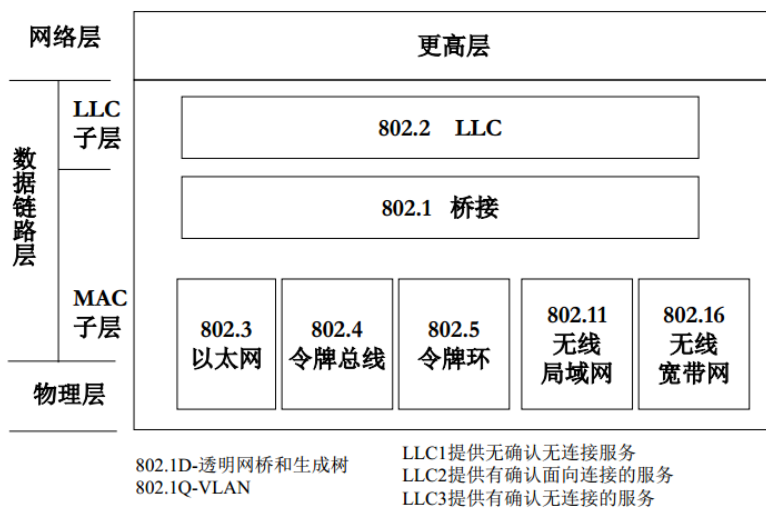 网络层
更高层
LLC
子层
802.2 LLC
数据链路层
802.1 桥接
MAC
子层
802.3
以太网
802.4
令牌总线
802.5
令牌环
802.11
无线
局域网
802.16
无线
宽带网
物理层
802.1D-透明网桥和生成树
802.1Q-VLAN
LLC1提供无确认无连接服务
LLC2提供有确认面向连接的服务
LLC3提供有确认无连接的服务